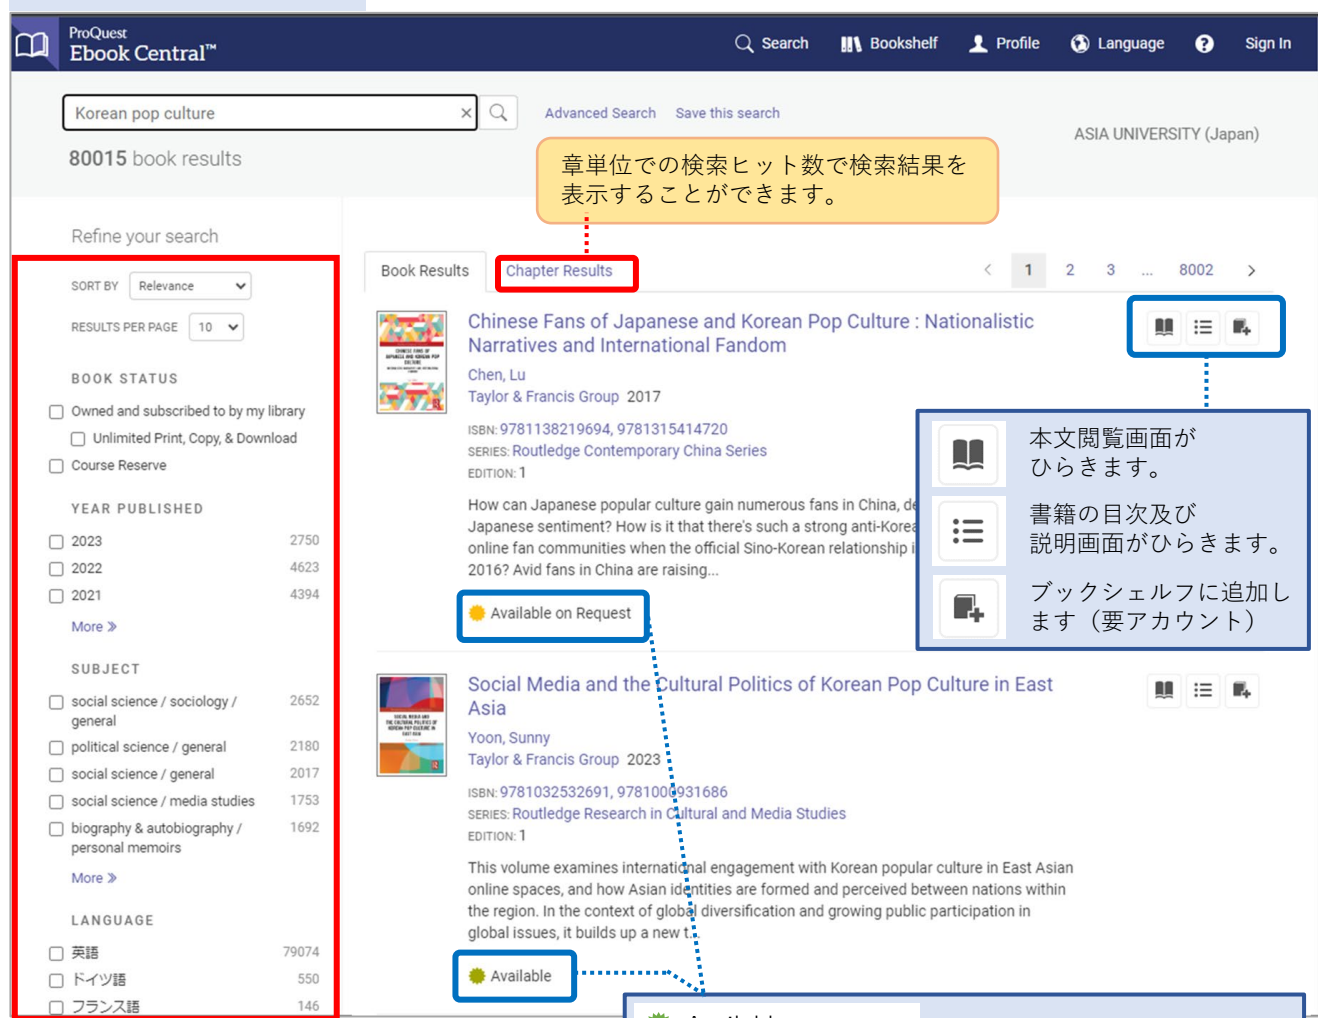 ProQuest
Ebook Central™
Search
Bookshelf
Profile
Language
Sign In
Korean pop culture
Advanced Search
Save this search
80015 book results
ASIA UNIVERSITY (Japan)
章単位での検索ヒット数で検索結果を
表示することができます。
Refine your search
SORT BY Relevance
RESULTS PER PAGE 10
BOOK STATUS
Owned and subscribed to by my library
Unlimited Print, Copy, & Download
Course Reserve
YEAR PUBLISHED
2023 2750
2022 4623
2021 4394
More »
SUBJECT
social science / sociology / 2652
general
political science / general 2180
social science / general 2017
social science / media studies 1753
biography & autobiography / 1692
personal memoirs
More »
LANGUAGE
英語 79074
ドイツ語 550
フランス語 146
Book Results
Chapter Results
< 1 2 3 ... 8002 >
Chinese Fans of Japanese and Korean Pop Culture : Nationalistic
Narratives and International Fandom
Chen, Lu
Taylor & Francis Group 2017
ISBN: 9781138219694, 9781315414720
SERIES: Routledge Contemporary China Series
EDITION: 1
How can Japanese popular culture gain numerous fans in China, de
Japanese sentiment? How is it that there's such a strong anti-Korea
online fan communities when the official Sino-Korean relationship i
2016? Avid fans in China are raising...
Available on Request
本文閲覧画面が
ひらきます。
書籍の目次及び
説明画面がひらきます。
ブックシェルフに追加し
ます（要アカウント）
Social Media and the Cultural Politics of Korean Pop Culture in East
Asia
Yoon, Sunny
Taylor & Francis Group 2023
ISBN: 9781032532691, 9781000931686
SERIES: Routledge Research in Cultural and Media Studies
EDITION: 1
This volume examines international engagement with Korean popular culture in East Asian
online spaces, and how Asian identities are formed and perceived between nations within
the region. In the context of global diversification and growing public participation in
global issues, it builds up a new t...
Available